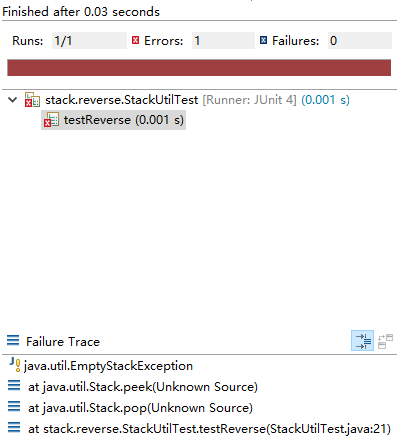 Finished after 0.03 seconds
Runs: 1/1 Errors: 1 Failures: 0
stack.reverse.StackUtilTest [Runner: JUnit 4] (0.001 s)
testReverse (0.001 s)
Failure Trace
java.util.EmptyStackException
at java.util.Stack.peek(Unknown Source)
at java.util.Stack.pop(Unknown Source)
at stack.reverse.StackUtilTest.testReverse(StackUtilTest.java:21)